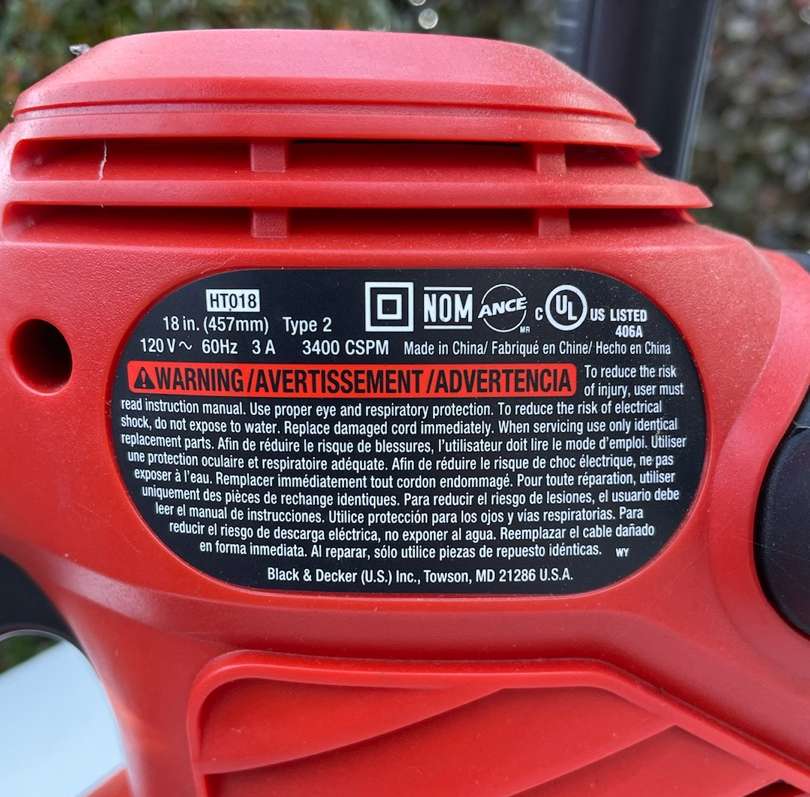 HT018
18 in. (457mm) Type 2
NOM ANCE MR c UL US LISTED
406A
120 V ~ 60Hz 3 A 3400 CSPM Made in China/ Fabriqué en Chine/ Hecho en China
WARNING/AVERTISSEMENT/ADVERTENCIA To reduce the risk
of injury, user must
read instruction manual. Use proper eye and respiratory protection. To reduce the risk of electrical
shock, do not expose to water. Replace damaged cord immediately. When servicing use only identical
replacement parts. Afin de réduire le risque de blessures, l'utilisateur doit lire le mode d'emploi. Utiliser
une protection oculaire et respiratoire adéquate. Afin de réduire le risque de choc électrique, ne pas
exposer à l'eau. Remplacer immédiatement tout cordon endommagé. Pour toute réparation, utiliser
uniquement des pièces de rechange identiques. Para reducir el riesgo de lesiones, el usuario debe
leer el manual de instrucciones. Utilice protección para los ojos y vías respiratorias. Para
reducir el riesgo de descarga eléctrica, no exponer al agua. Reemplazar el cable dañado
en forma inmediata. Al reparar, sólo utilize piezas de repuesto idénticas. WY
Black & Decker (U.S.) Inc., Towson, MD 21286 U.S.A.